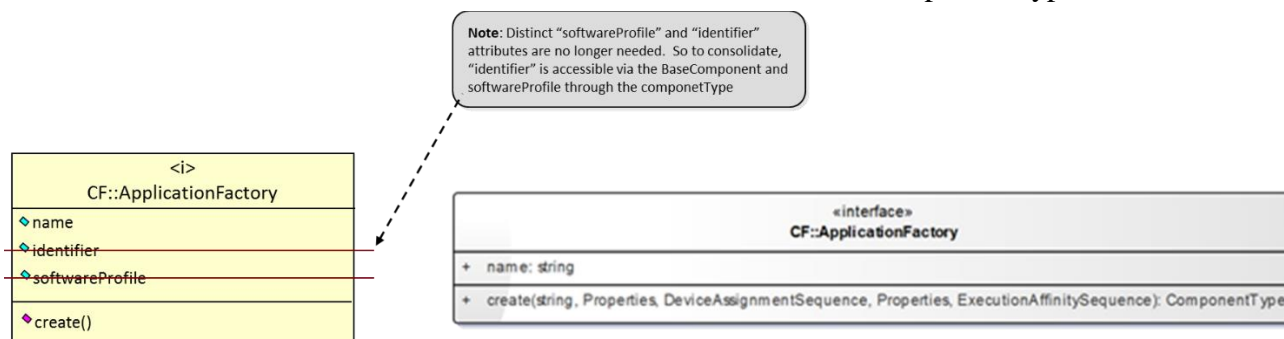 Note: Distinct “softwareProfile” and “identifier”
attributes are no longer needed.  So to consolidate,
“identifier” is accessible via the BaseComponent and
softwareProfile through the componetType
<i>
CF::ApplicationFactory
name
identifier
softwareProfile
create()
«interface»
CF::ApplicationFactory
+ name: string
+ create(string, Properties, DeviceAssignmentSequence, Properties, ExecutionAffinitySequence): ComponentType